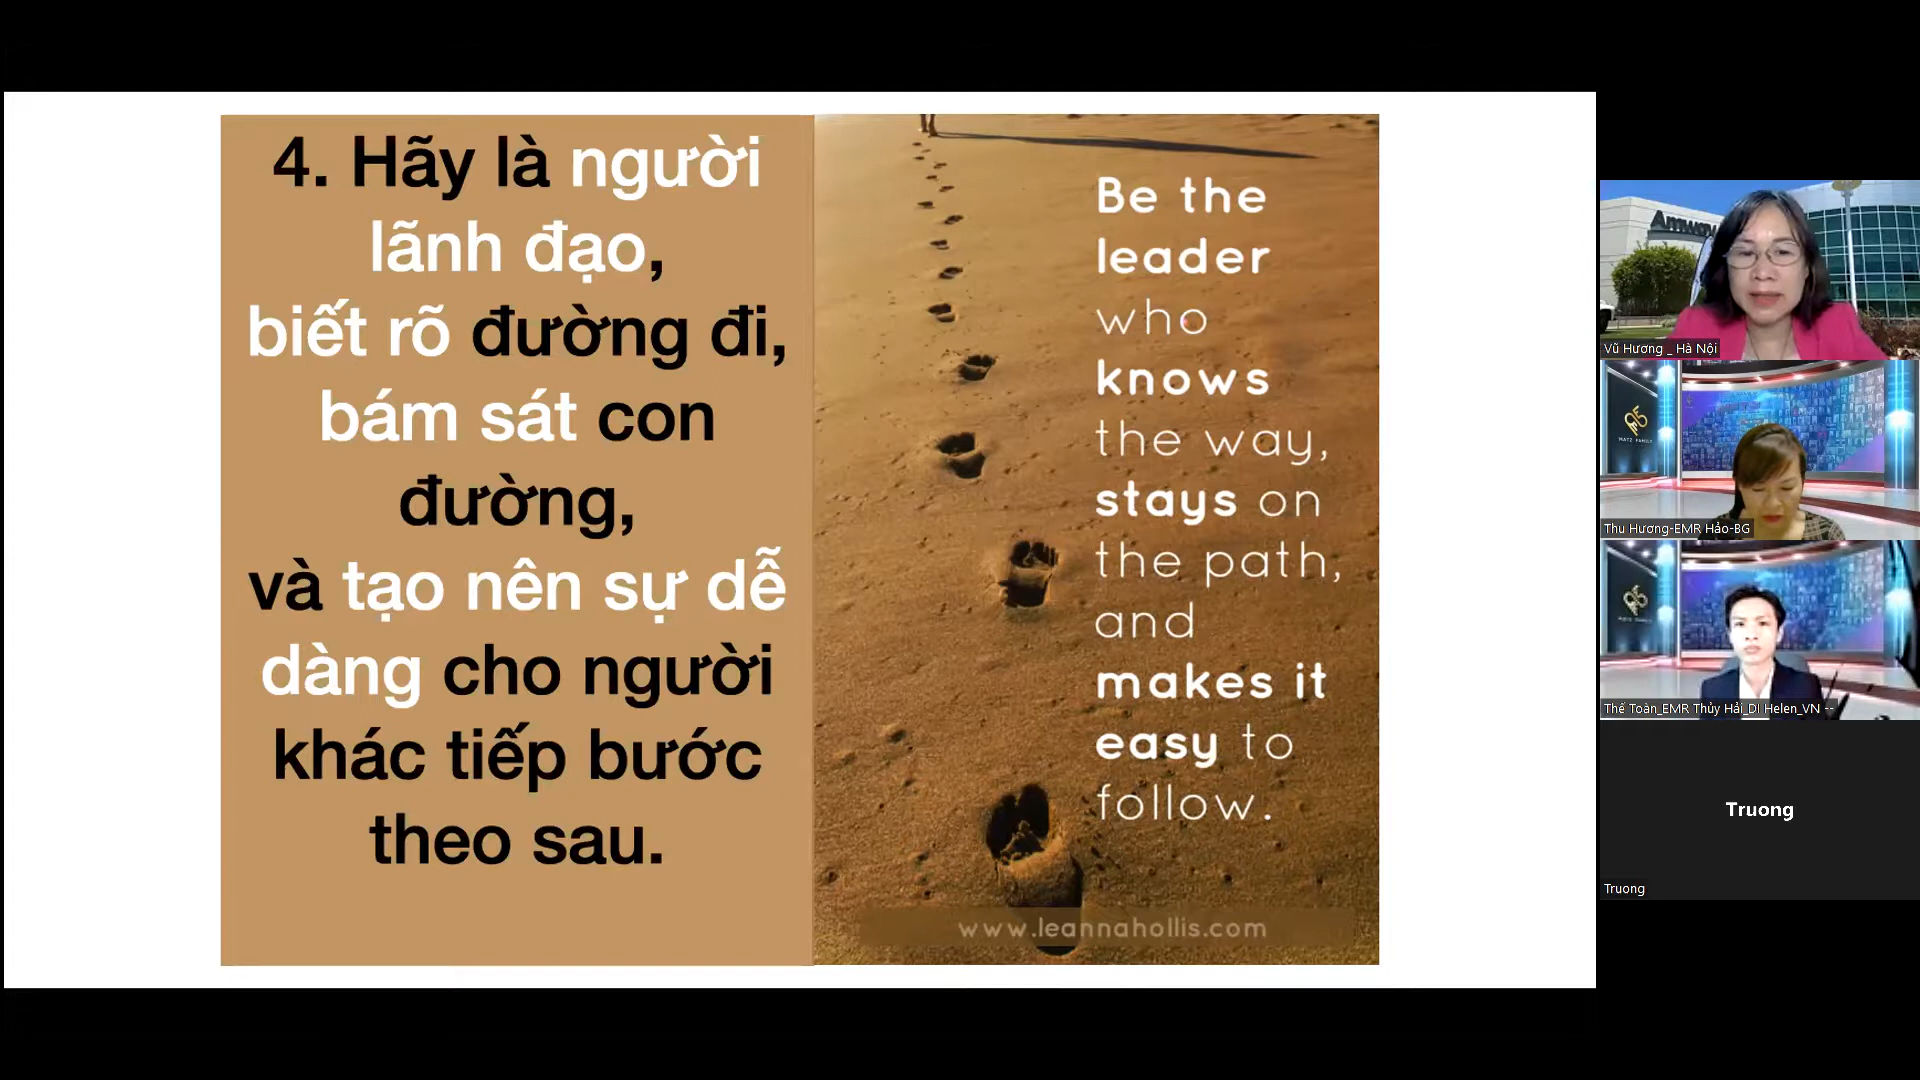 4. Hãy là người
lãnh đạo,
biết rõ đường đi,
bám sát con
đường,
và tạo nên sự dễ
dàng cho người
khác tiếp bước
theo sau.
Be the
leader
who
knows
the way,
stays on
the path,
and
makes it
easy to
follow.
www.leannahollis.com
Amway
Vũ Hương _ Hà Nội
Thu Hương-EMR Hảo-BG
Thế Toàn_EMR Thủy Hải_DI Helen_VN --
Truong
Truong